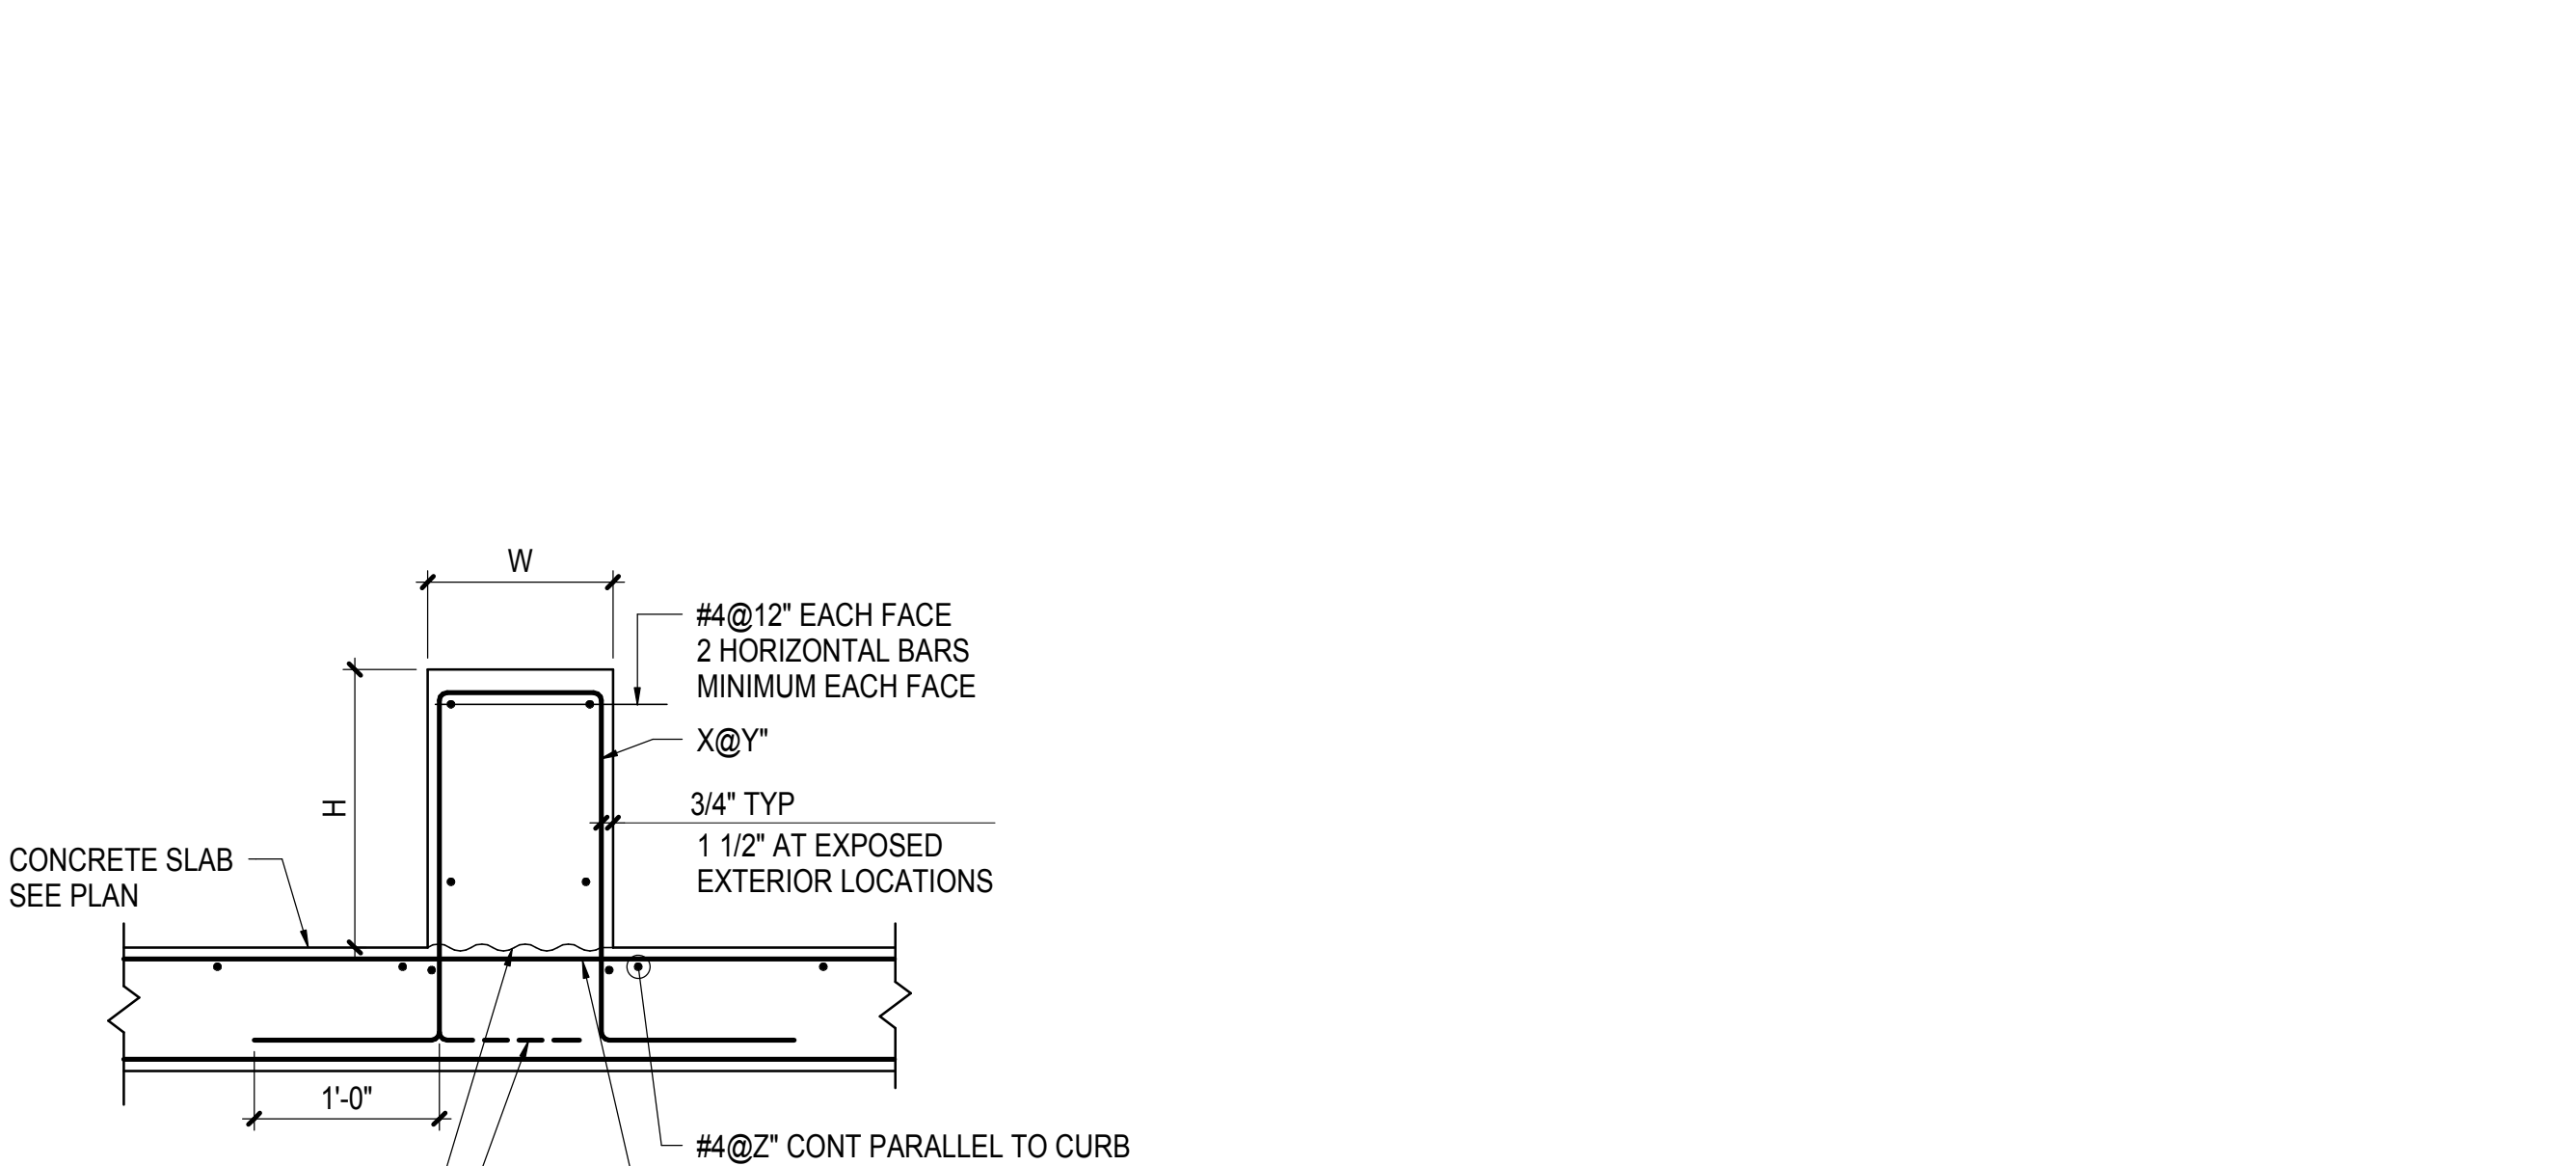 W
#4@12" EACH FACE
2 HORIZONTAL BARS
MINIMUM EACH FACE
X@Y"
3/4" TYP
1 1/2" AT EXPOSED
EXTERIOR LOCATIONS
H
CONCRETE SLAB
SEE PLAN
1'-0"
#4@Z" CONT PARALLEL TO CURB